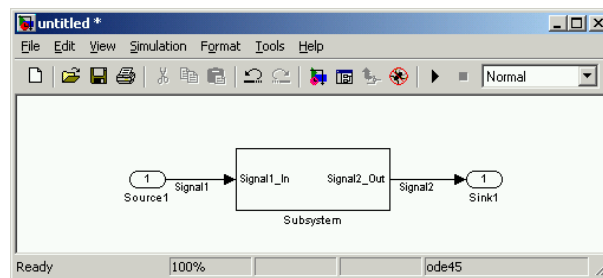 untitled *
File Edit View Simulation Format Tools Help
Normal
1 Signal1_In Signal2_Out 1
Signal1 Signal2
Source1 Sink1
Subsystem
Ready 100% ode45